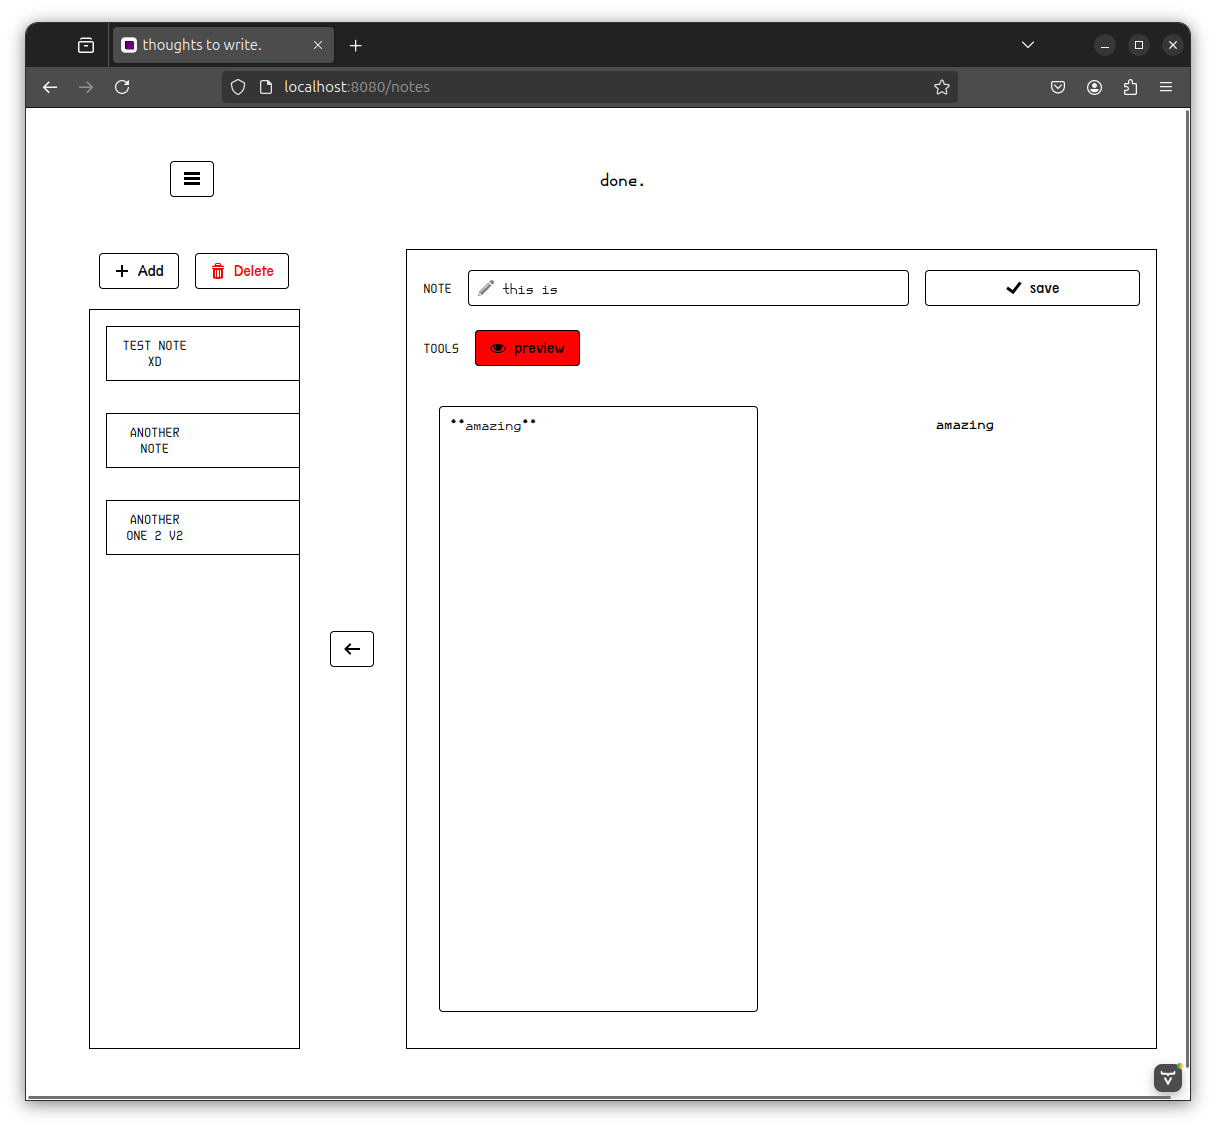 thoughts to write.
localhost:8080/notes
done.
Add
Delete
NOTE
this is
save
TOOLS
preview
TEST NOTE
XD
ANOTHER
NOTE
ANOTHER
ONE 2 V2
**amazing**
amazing